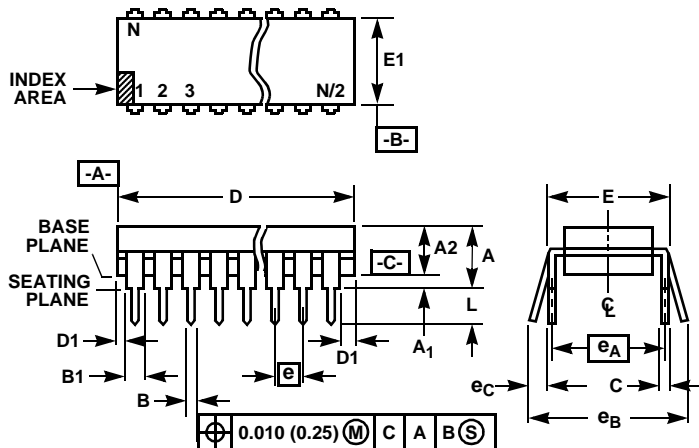 N
E1
INDEX
AREA
1 2 3 N/2
-B-
-A-
D
E
BASE
PLANE
A2
A
-C-
SEATING
PLANE
L
D1
A1
D1
eA
B1
e
eC
C
B
eB
0.010 (0.25) M C A B S